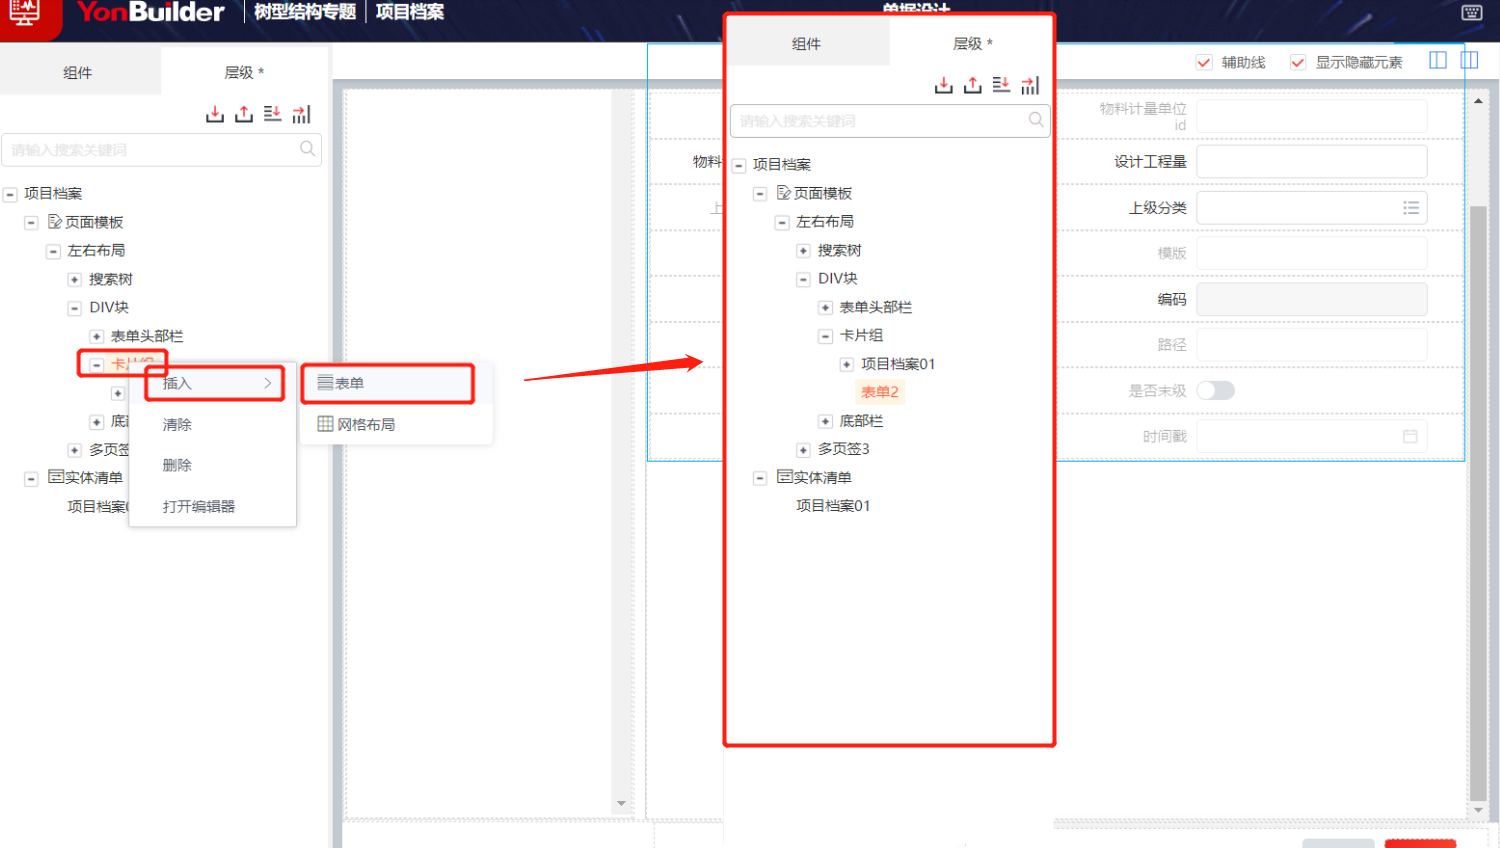 YonBuilder 树型结构专题 项目档案
单据设计
组件 层级 *
请输入搜索关键词
项目档案
页面模板
左右布局
搜索树
DIV块
表单头部栏
卡片组
底
多页签
实体清单
项目档案
插入
清除
删除
打开编辑器
表单
网格布局
组件 层级 *
请输入搜索关键词
项目档案
页面模板
左右布局
搜索树
DIV块
表单头部栏
卡片组
项目档案01
表单2
底部栏
多页签3
实体清单
项目档案01
辅助线 显示隐藏元素
物料计量单位
id
物料
设计工程量
上
上级分类
模版
编码
路径
是否末级
时间戳